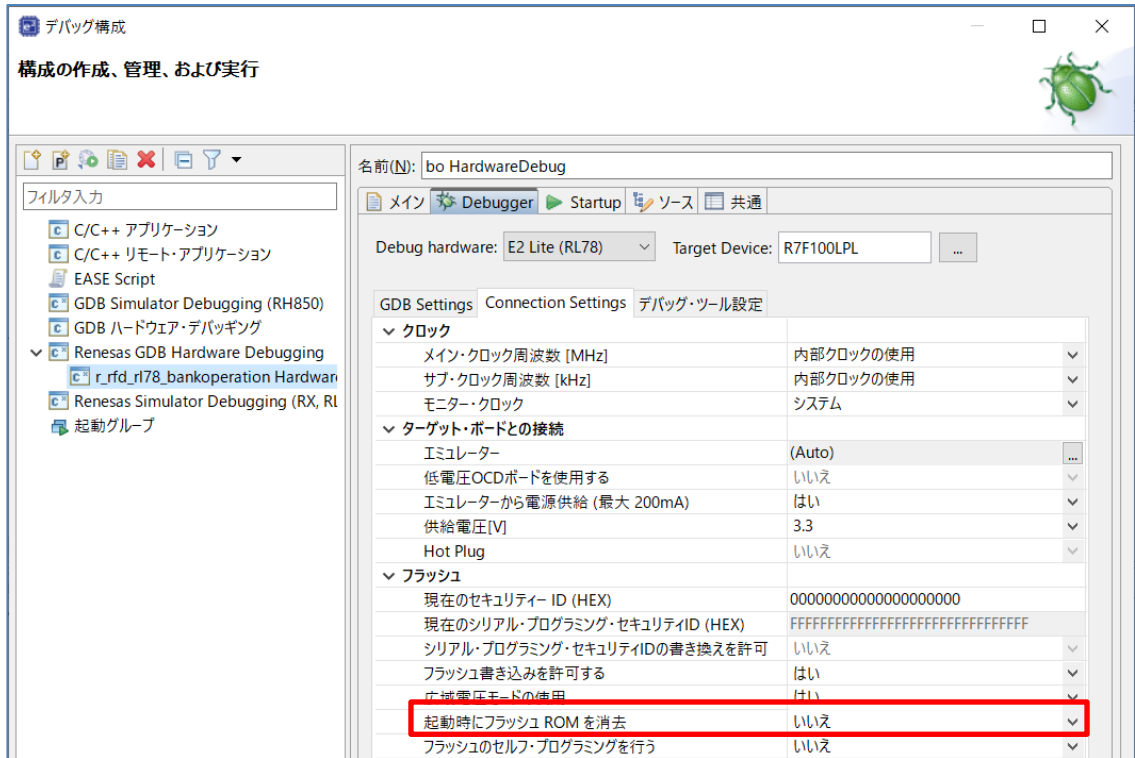 デバッグ構成
構成の作成、管理、および実行
フィルタ入力
C/C++ アプリケーション
C/C++ リモート・アプリケーション
EASE Script
GDB Simulator Debugging (RH850)
GDB ハードウェア・デバッギング
Renesas GDB Hardware Debugging
r_rfd_rl78_bankoperation Hardwar
Renesas Simulator Debugging (RX, RL
起動グループ
名前(N): bo HardwareDebug
メイン Debugger Startup ソース 共通
Debug hardware: E2 Lite (RL78) Target Device: R7F100LPL ...
GDB Settings Connection Settings デバッグ・ツール設定
クロック
メイン・クロック周波数 [MHz] 内部クロックの使用
サブ・クロック周波数 [kHz] 内部クロックの使用
モニター・クロック システム
ターゲット・ボードとの接続
エミュレーター (Auto) ...
低電圧OCDボードを使用する いいえ
エミュレーターから電源供給 (最大 200mA) はい
供給電圧[V] 3.3
Hot Plug いいえ
フラッシュ
現在のセキュリティー ID (HEX) 00000000000000000000
現在のシリアル・プログラミング・セキュリティID (HEX) FFFFFFFFFFFFFFFFFFFFFFFFFFFFFFFF
シリアル・プログラミング・セキュリティIDの書き換えを許可 いいえ
フラッシュ書き込みを許可する はい
広域電圧モードの使用 はい
起動時にフラッシュ ROM を消去 いいえ
フラッシュのセルフ・プログラミングを行う いいえ